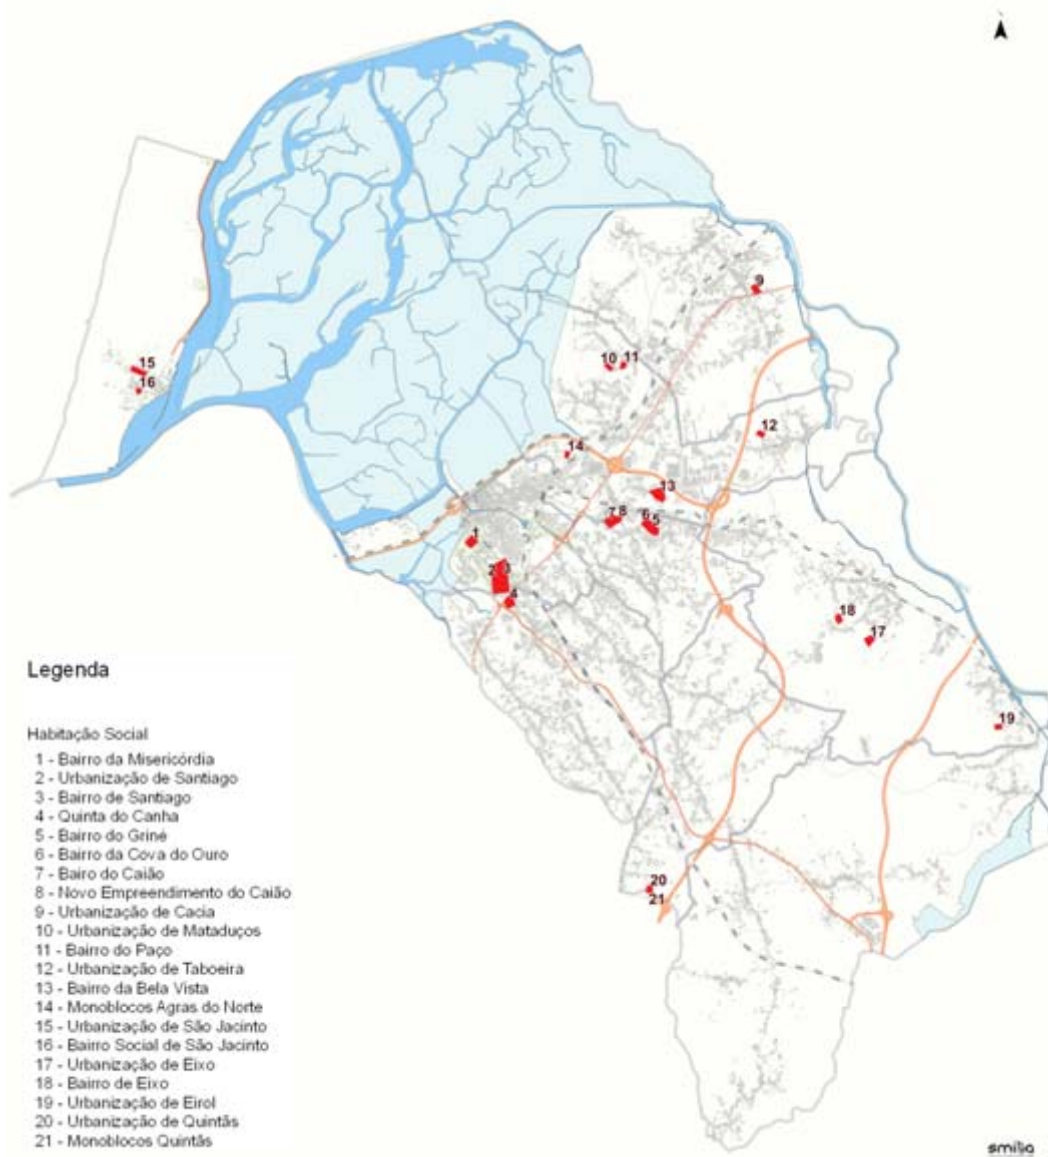 9
10 11
15
16
12
14
13
7 8 6 5
1
2 3
4
18
17
19
20
21
Legenda
Habitação Social
1 - Bairro da Misericórdia
2 - Urbanização de Santiago
3 - Bairro de Santiago
4 - Quinta do Canha
5 - Bairro do Griné
6 - Bairro da Cova do Ouro
7 - Bairo do Caião
8 - Novo Empreendimento do Caião
9 - Urbanização de Cacia
10 - Urbanização de Mataduços
11 - Bairro do Paço
12 - Urbanização de Taboeira
13 - Bairro da Bela Vista
14 - Monoblocos Agras do Norte
15 - Urbanização de São Jacinto
16 - Bairro Social de São Jacinto
17 - Urbanização de Eixo
18 - Bairro de Eixo
19 - Urbanização de Eirol
20 - Urbanização de Quintãs
21 - Monoblocos Quintãs